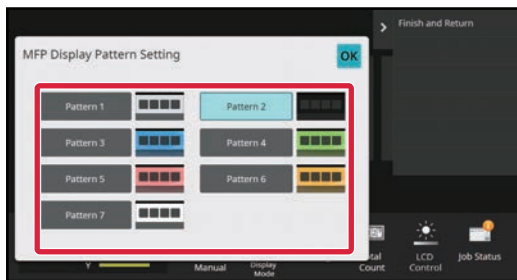 Finish and Return
MFP Display Pattern Setting
OK
Pattern 1
Pattern 2
Pattern 3
Pattern 4
Pattern 5
Pattern 6
Pattern 7
Y
Manual
Display
Mode
Count
LCD
Control
Job Status